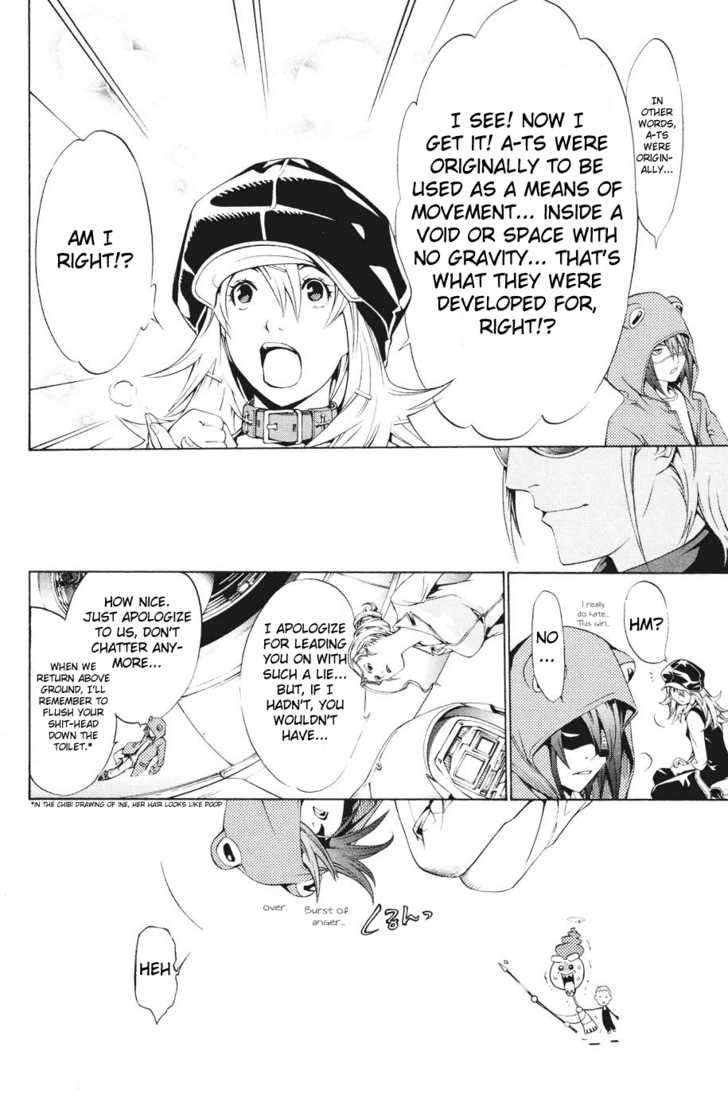 IN
OTHER
WORDS,
A-TS
WERE
ORIGIN-
ALLY...
I SEE! NOW I
GET IT! A-TS WERE
ORIGINALLY TO BE
USED AS A MEANS OF
MOVEMENT... INSIDE A
VOID OR SPACE WITH
NO GRAVITY... THAT'S
WHAT THEY WERE
DEVELOPED FOR,
RIGHT!?
AM I
RIGHT!?
HM?
I really
do hate..
This girl..
NO
...
I APOLOGIZE
FOR LEADING
YOU ON WITH
SUCH A LIE...
BUT, IF I
HADN'T, YOU
WOULDN'T
HAVE...
HOW NICE.
JUST APOLOGIZE
TO US, DON'T
CHATTER ANY-
MORE...
WHEN WE
RETURN ABOVE
GROUND, I'LL
REMEMBER TO
FLUSH YOUR
SHIT-HEAD
DOWN THE
TOILET.*
*IN THE CHIBI DRAWING OF INE, HER HAIR LOOKS LIKE POOP
over.
Burst of
anger..
くるんっ
HEH